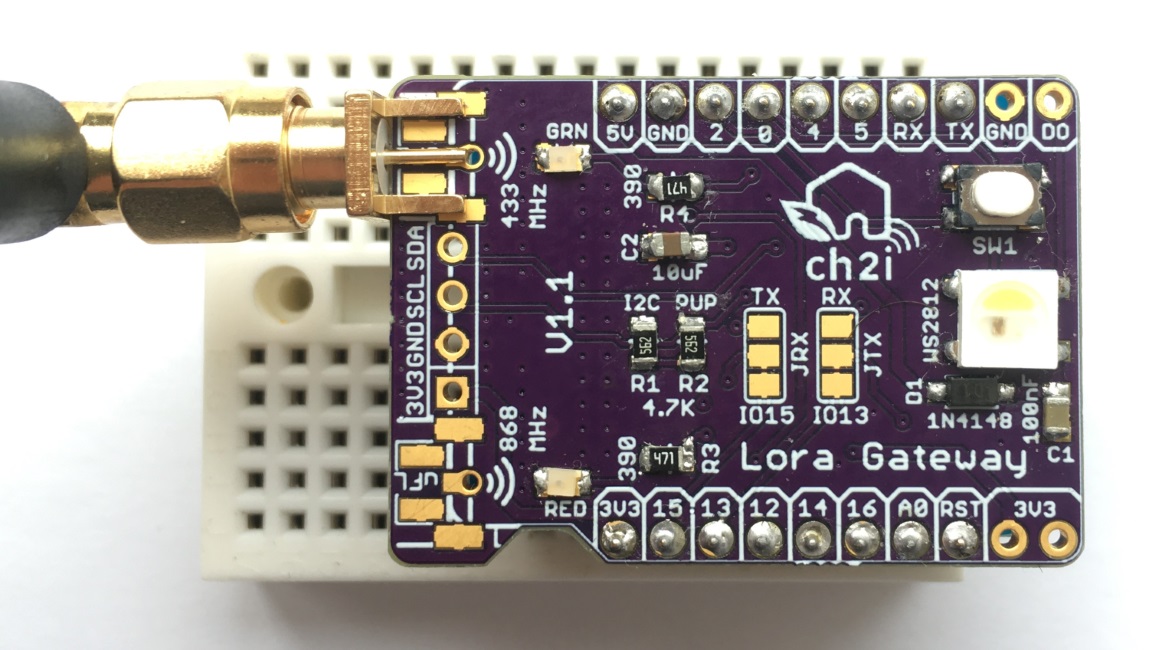 GRN
5V GND 2 0 4 5 RX TX GND DO
433
MHz
390
471
R4
C2
10uF
ch2i
SW1
3V3 GND SCL SDA
V1.1
I2C PUP
562
562
R1 R2
4.7K
TX RX
JRX
JTX
IO15 IO13
WS2812
D1
1N4148
100nF
C1
868
MHz
390
471
R3
Lora Gateway
UFL
RED
3V3 15 13 12 14 16 A0 RST 3V3